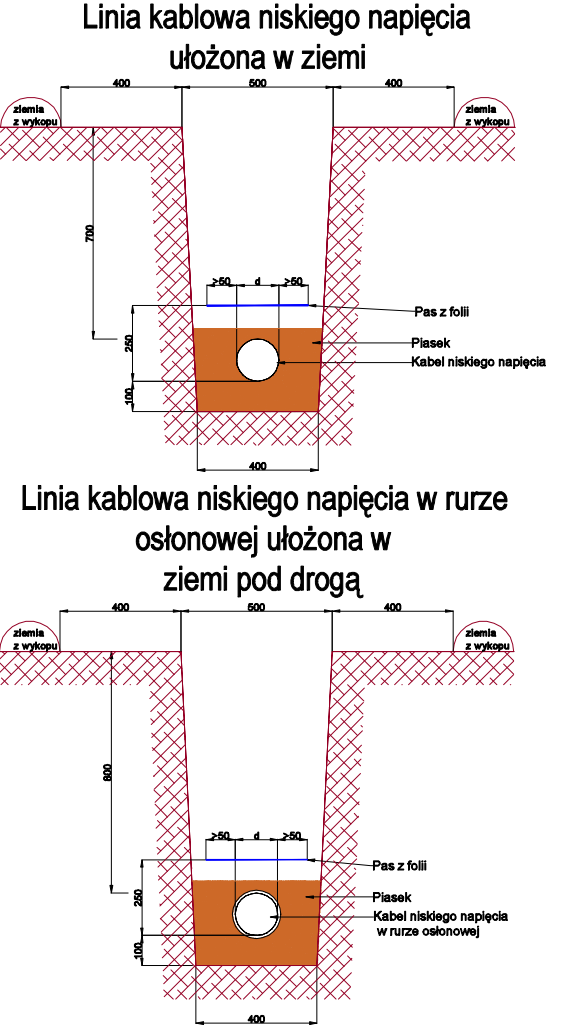 Linia kablowa niskiego napięcia
ułożona w ziemi
400 500 400
ziemia
z wykopu
ziemia
z wykopu
700
>50 d >50
Pas z folii
250
Piasek
Kabel niskiego napięcia
100
400
Linia kablowa niskiego napięcia w rurze
osłonowej ułożona w
ziemi pod drogą
400 500 400
ziemia
z wykopu
ziemia
z wykopu
800
>50 d >50
Pas z folii
250
Piasek
Kabel niskiego napięcia
w rurze osłonowej
100
400